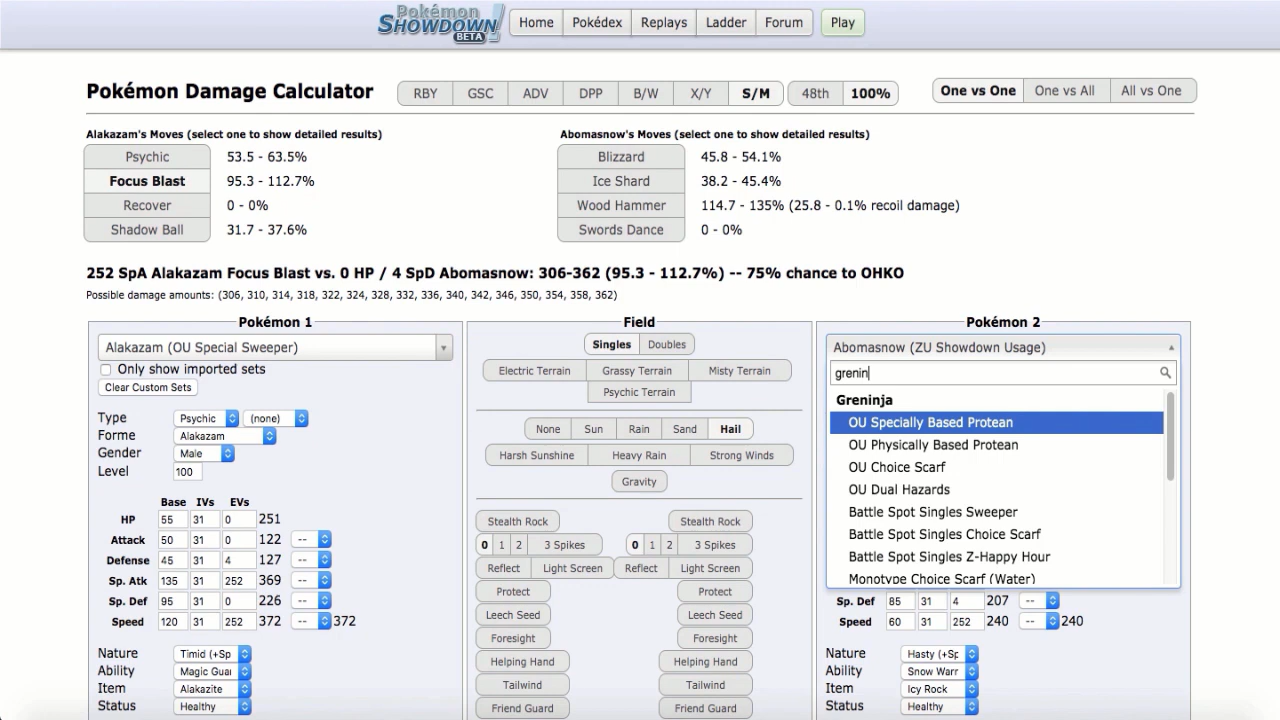 Pokémon
SHOWDOWN!
BETA
Home Pokédex Replays Ladder Forum Play
Pokémon Damage Calculator RBY GSC ADV DPP B/W X/Y S/M 48th 100% One vs One One vs All All vs One
Alakazam's Moves (select one to show detailed results) Abomasnow's Moves (select one to show detailed results)
Psychic 53.5 - 63.5% Blizzard 45.8 - 54.1%
Focus Blast 95.3 - 112.7% Ice Shard 38.2 - 45.4%
Recover 0 - 0% Wood Hammer 114.7 - 135% (25.8 - 0.1% recoil damage)
Shadow Ball 31.7 - 37.6% Swords Dance 0 - 0%
252 SpA Alakazam Focus Blast vs. 0 HP / 4 SpD Abomasnow: 306-362 (95.3 - 112.7%) -- 75% chance to OHKO
Possible damage amounts: (306, 310, 314, 318, 322, 324, 328, 332, 336, 340, 342, 346, 350, 354, 358, 362)
Pokémon 1
Alakazam (OU Special Sweeper)
Only show imported sets
Clear Custom Sets
Type Psychic (none)
Forme Alakazam
Gender Male
Level 100
Base IVs EVs
HP 55 31 0 251
Attack 50 31 0 122 --
Defense 45 31 4 127 --
Sp. Atk 135 31 252 369 --
Sp. Def 95 31 0 226 --
Speed 120 31 252 372 -- 372
Nature Timid (+Sp
Ability Magic Gua
Item Alakazite
Status Healthy
Field
Singles Doubles
Electric Terrain Grassy Terrain Misty Terrain
Psychic Terrain
None Sun Rain Sand Hail
Harsh Sunshine Heavy Rain Strong Winds
Gravity
Stealth Rock Stealth Rock
0 1 2 3 Spikes 0 1 2 3 Spikes
Reflect Light Screen Reflect Light Screen
Protect Protect
Leech Seed Leech Seed
Foresight Foresight
Helping Hand Helping Hand
Tailwind Tailwind
Friend Guard Friend Guard
Pokémon 2
Abomasnow (ZU Showdown Usage)
grenin
Greninja
OU Specially Based Protean
OU Physically Based Protean
OU Choice Scarf
OU Dual Hazards
Battle Spot Singles Sweeper
Battle Spot Singles Choice Scarf
Battle Spot Singles Z-Happy Hour
Monotype Choice Scarf (Water)
Sp. Def 85 31 4 207 --
Speed 60 31 252 240 -- 240
Nature Hasty (+Sp
Ability Snow Warr
Item Icy Rock
Status Healthy